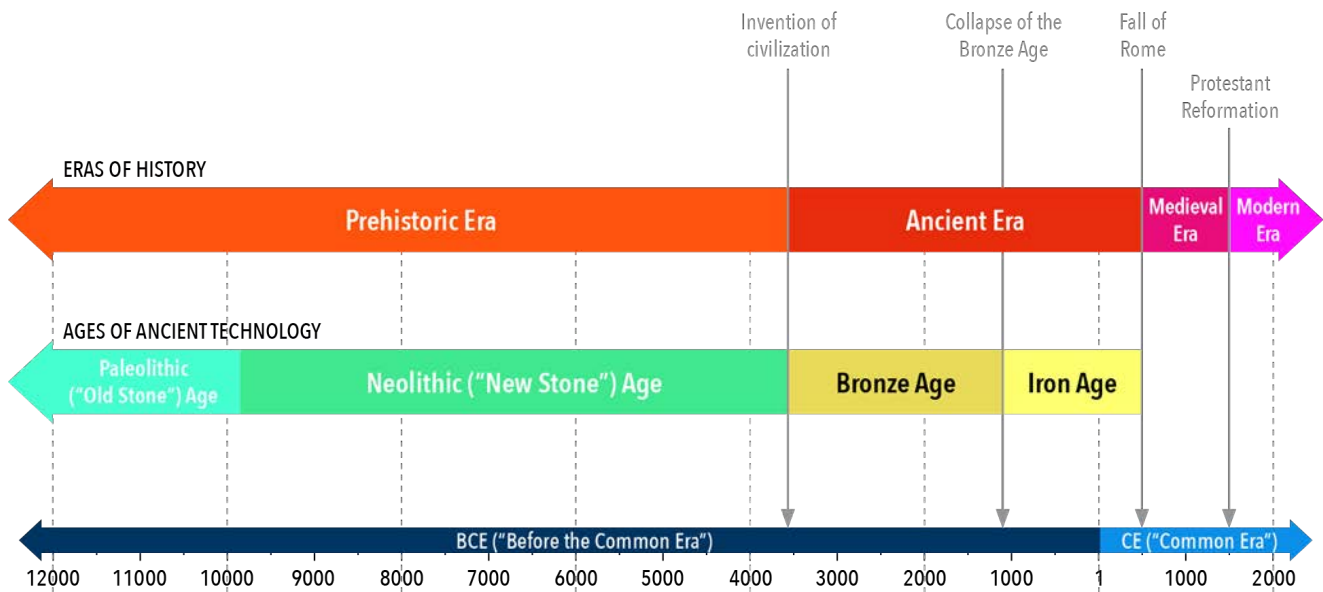 Invention of
civilization
Collapse of the
Bronze Age
Fall of
Rome
Protestant
Reformation
ERAS OF HISTORY
Prehistoric Era
Ancient Era
Medieval
Era
Modern
Era
AGES OF ANCIENT TECHNOLOGY
Paleolithic
("Old Stone") Age
Neolithic ("New Stone") Age
Bronze Age
Iron Age
BCE ("Before the Common Era")
CE ("Common Era")
12000 11000 10000 9000 8000 7000 6000 5000 4000 3000 2000 1000 1 1000 2000